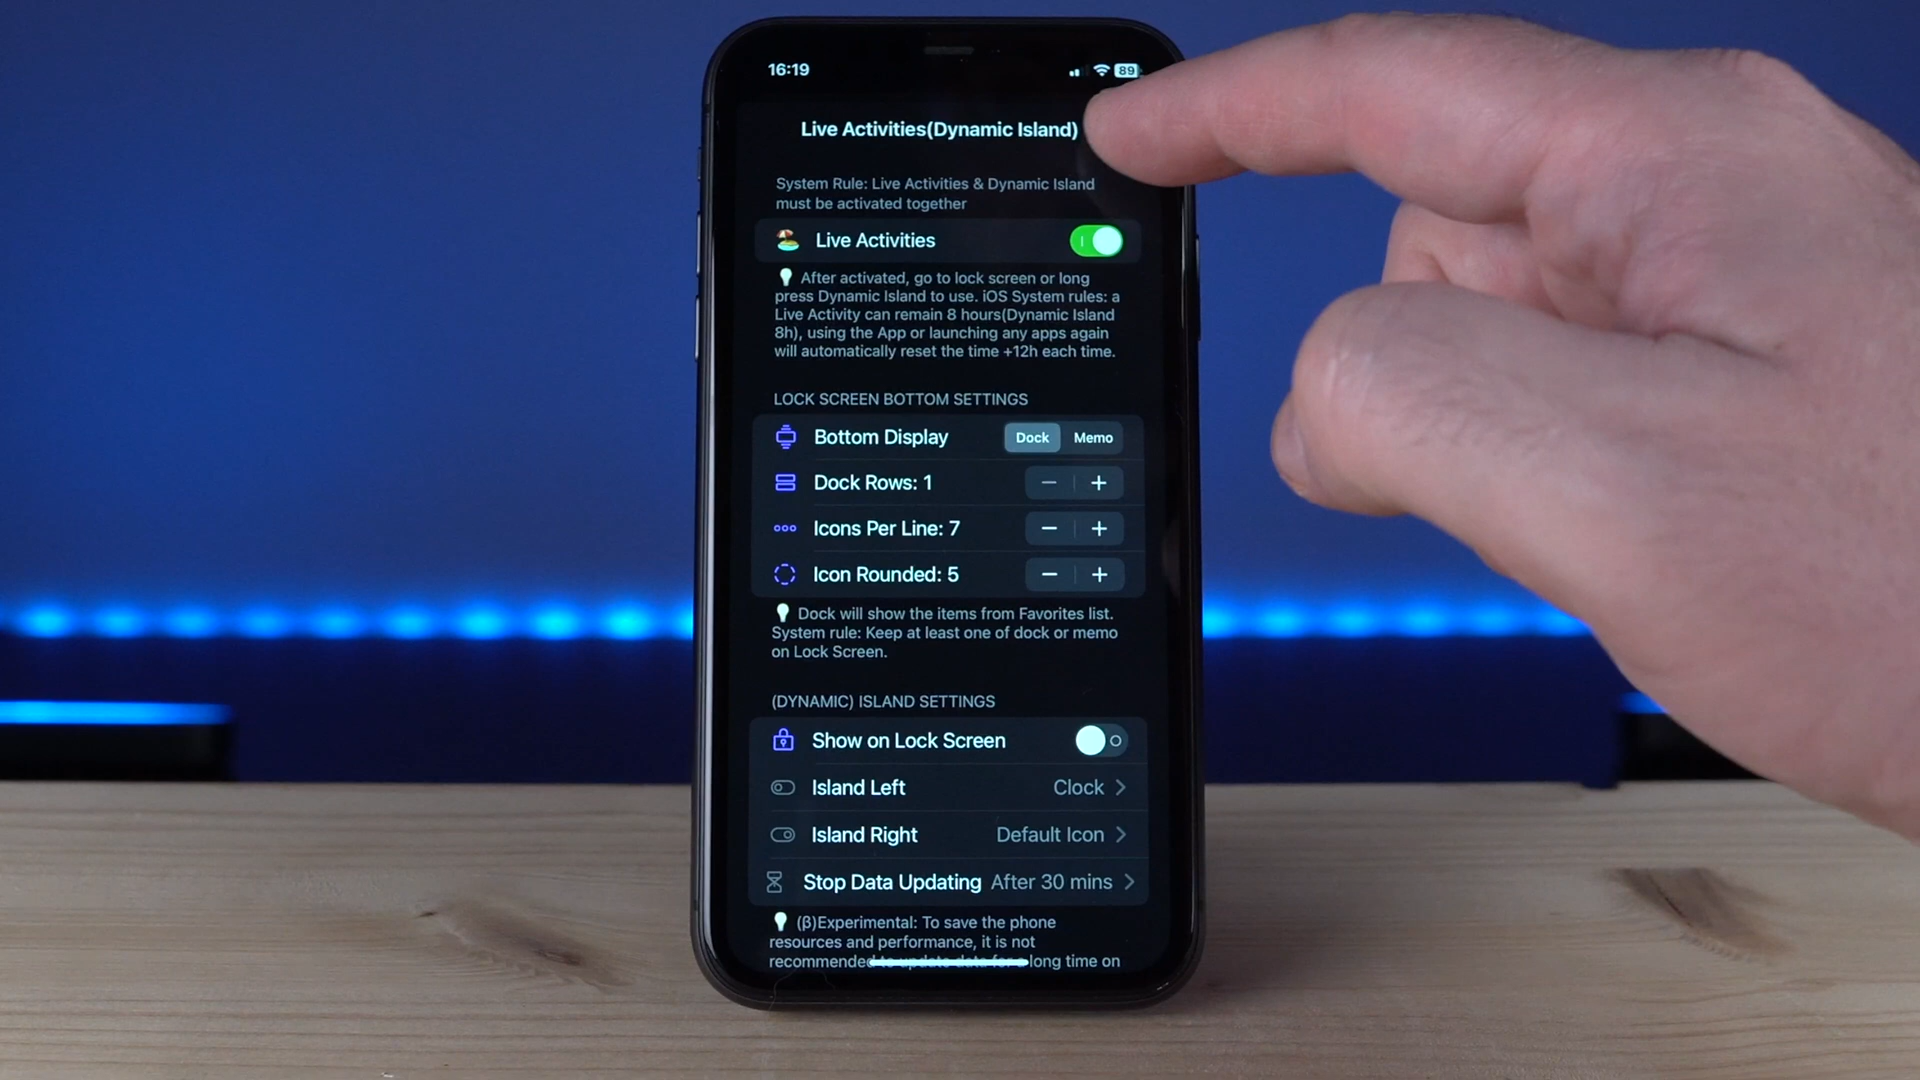 16:19
89
Live Activities(Dynamic Island)
System Rule: Live Activities & Dynamic Island
must be activated together
Live Activities
After activated, go to lock screen or long
press Dynamic Island to use. iOS System rules: a
Live Activity can remain 8 hours(Dynamic Island
8h), using the App or launching any apps again
will automatically reset the time +12h each time.
LOCK SCREEN BOTTOM SETTINGS
Bottom Display Dock Memo
Dock Rows: 1 − +
Icons Per Line: 7 − +
Icon Rounded: 5 − +
Dock will show the items from Favorites list.
System rule: Keep at least one of dock or memo
on Lock Screen.
(DYNAMIC) ISLAND SETTINGS
Show on Lock Screen
Island Left Clock >
Island Right Default Icon >
Stop Data Updating After 30 mins >
(β)Experimental: To save the phone
resources and performance, it is not
recommended to update data for a long time on